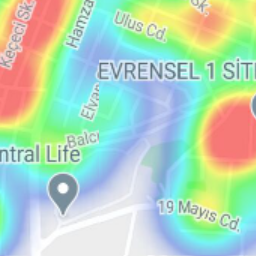 Keçeci Sk.
Hamza
Ulus Cd.
EVRENSEL 1 SİTE
Elvan
Balcı
ntral Life
19 Mayıs Cd.